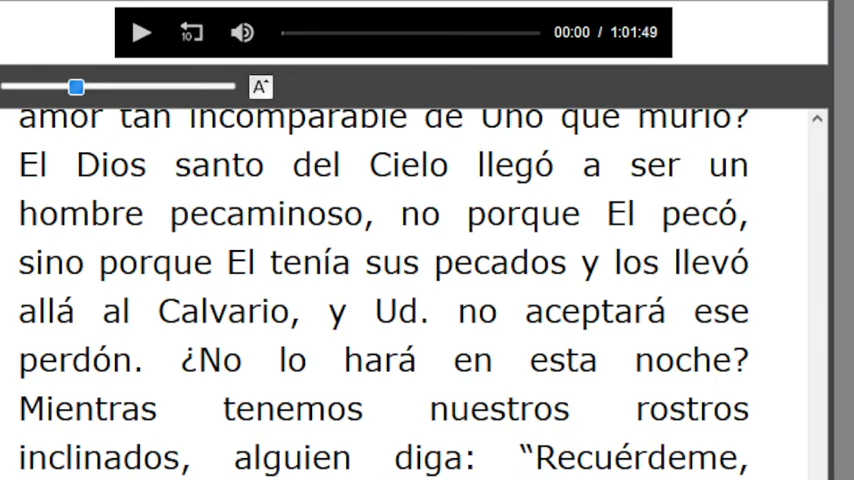 10
00:00 / 1:01:49
A
amor tan incomparable de Uno que murió?
El Dios santo del Cielo llegó a ser un
hombre pecaminoso, no porque El pecó,
sino porque El tenía sus pecados y los llevó
allá al Calvario, y Ud. no aceptará ese
perdón. ¿No lo hará en esta noche?
Mientras tenemos nuestros rostros
inclinados, alguien diga: “Recuérdeme,